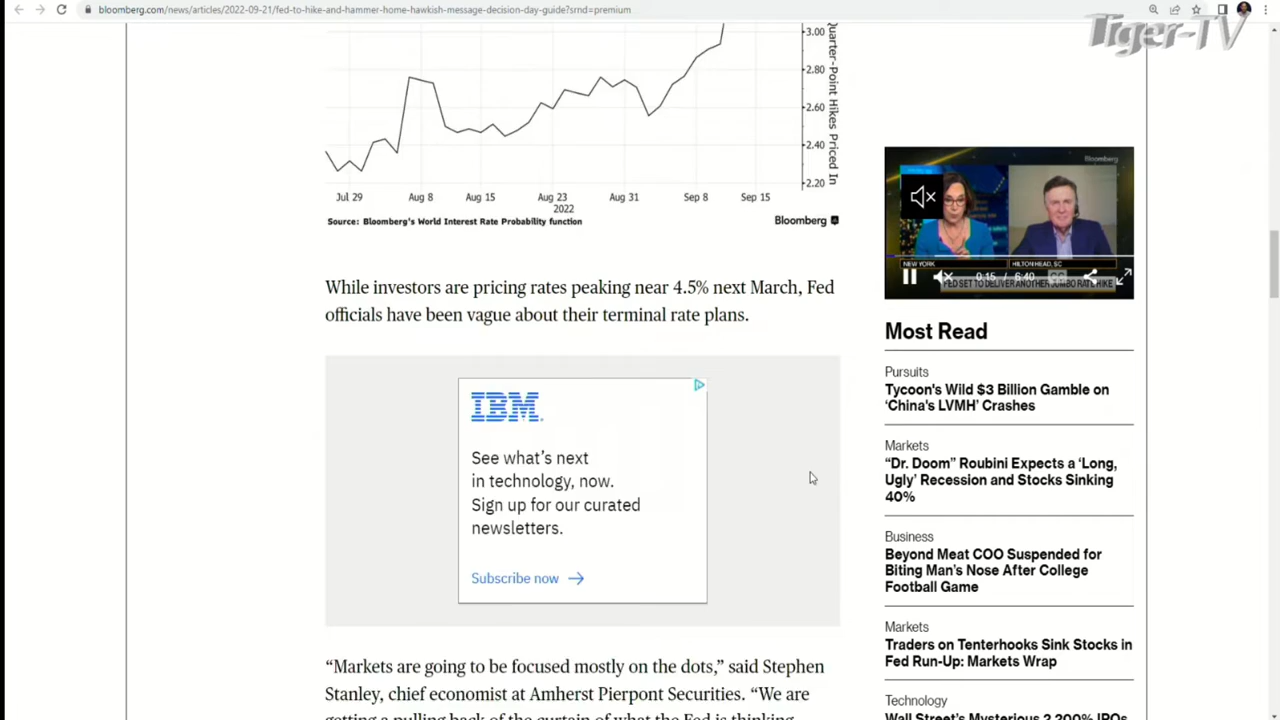 bloomberg.com/news/articles/2022-09-21/fed-to-hike-and-hammer-home-hawkish-message-decision-day-guide?srnd=premium
Tiger-TV
3.00
2.80
2.60
2.40
2.20
Quarter-Point Hikes Priced In
Jul 29
Aug 8
Aug 15
Aug 23
Aug 31
Sep 8
Sep 15
2022
Source: Bloomberg's World Interest Rate Probability function
Bloomberg
While investors are pricing rates peaking near 4.5% next March, Fed
officials have been vague about their terminal rate plans.
IBM
See what's next
in technology, now.
Sign up for our curated
newsletters.
Subscribe now →
“Markets are going to be focused mostly on the dots,” said Stephen
Stanley, chief economist at Amherst Pierpont Securities. “We are
getting a pulling back of the curtain of what the Fed is thinking
Bloomberg
NEW YORK
HILTON HEAD, SC
0:15 / 6:40
CC
FED SET TO DELIVER ANOTHER JUMBO RATE HIKE
Most Read
Pursuits
Tycoon's Wild $3 Billion Gamble on
‘China's LVMH’ Crashes
Markets
“Dr. Doom” Roubini Expects a ‘Long,
Ugly’ Recession and Stocks Sinking
40%
Business
Beyond Meat COO Suspended for
Biting Man's Nose After College
Football Game
Markets
Traders on Tenterhooks Sink Stocks in
Fed Run-Up: Markets Wrap
Technology
Wall Street's Mysterious 2,200% IPOs